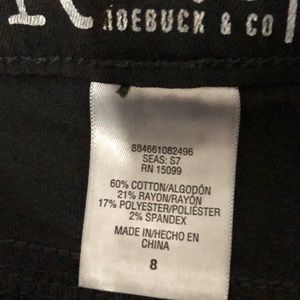 ROEBUCK & CO
884661082496
SEAS: S7
RN 15099
60% COTTON/ALGODÓN
21% RAYON/RAYÓN
17% POLYESTER/POLIÉSTER
2% SPANDEX
MADE IN/HECHO EN
CHINA
8